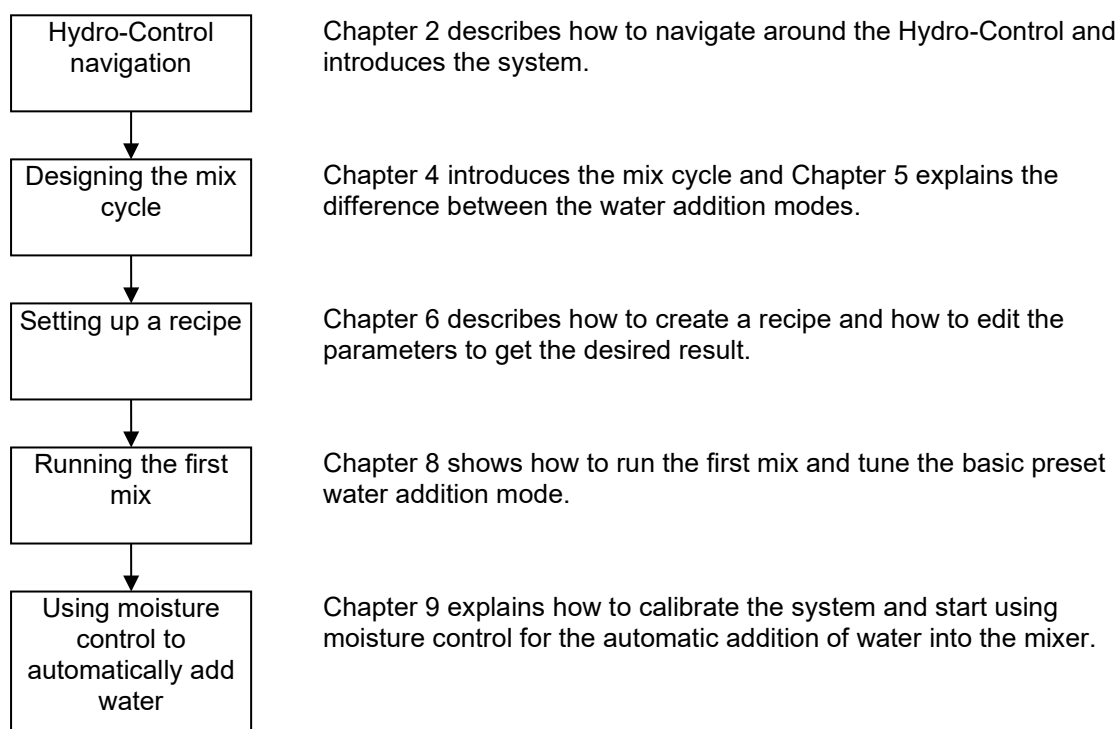 Hydro-Control
navigation
Chapter 2 describes how to navigate around the Hydro-Control and
introduces the system.
Designing the mix
cycle
Chapter 4 introduces the mix cycle and Chapter 5 explains the
difference between the water addition modes.
Setting up a recipe
Chapter 6 describes how to create a recipe and how to edit the
parameters to get the desired result.
Running the first
mix
Chapter 8 shows how to run the first mix and tune the basic preset
water addition mode.
Using moisture
control to
automatically add
water
Chapter 9 explains how to calibrate the system and start using
moisture control for the automatic addition of water into the mixer.